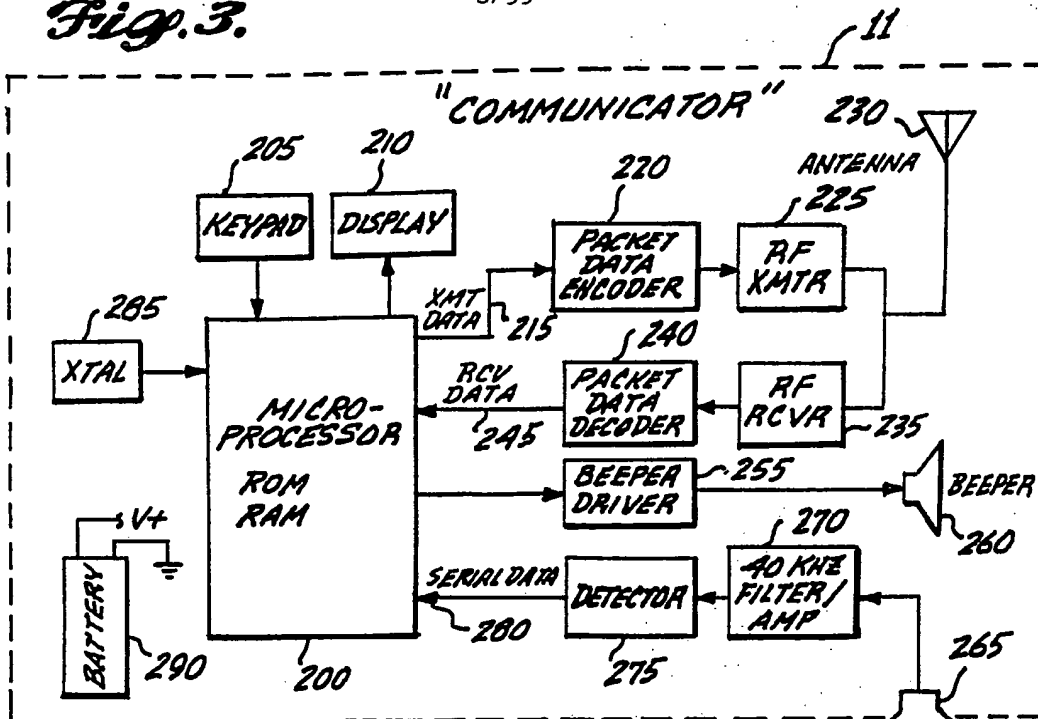 Fig. 3.
11
"COMMUNICATOR"
230
ANTENNA
205
210
220
225
KEYPAD
DISPLAY
PACKET
DATA
ENCODER
RF
XMTR
XMT
DATA
215
285
XTAL
240
RCV
DATA
245
PACKET
DATA
DECODER
RF
RCVR
235
MICRO-
PROCESSOR
ROM
RAM
BEEPER
DRIVER
255
BEEPER
260
V+
270
40 KHZ
FILTER/
AMP
SERIAL DATA
280
DETECTOR
275
BATTERY
290
200
265